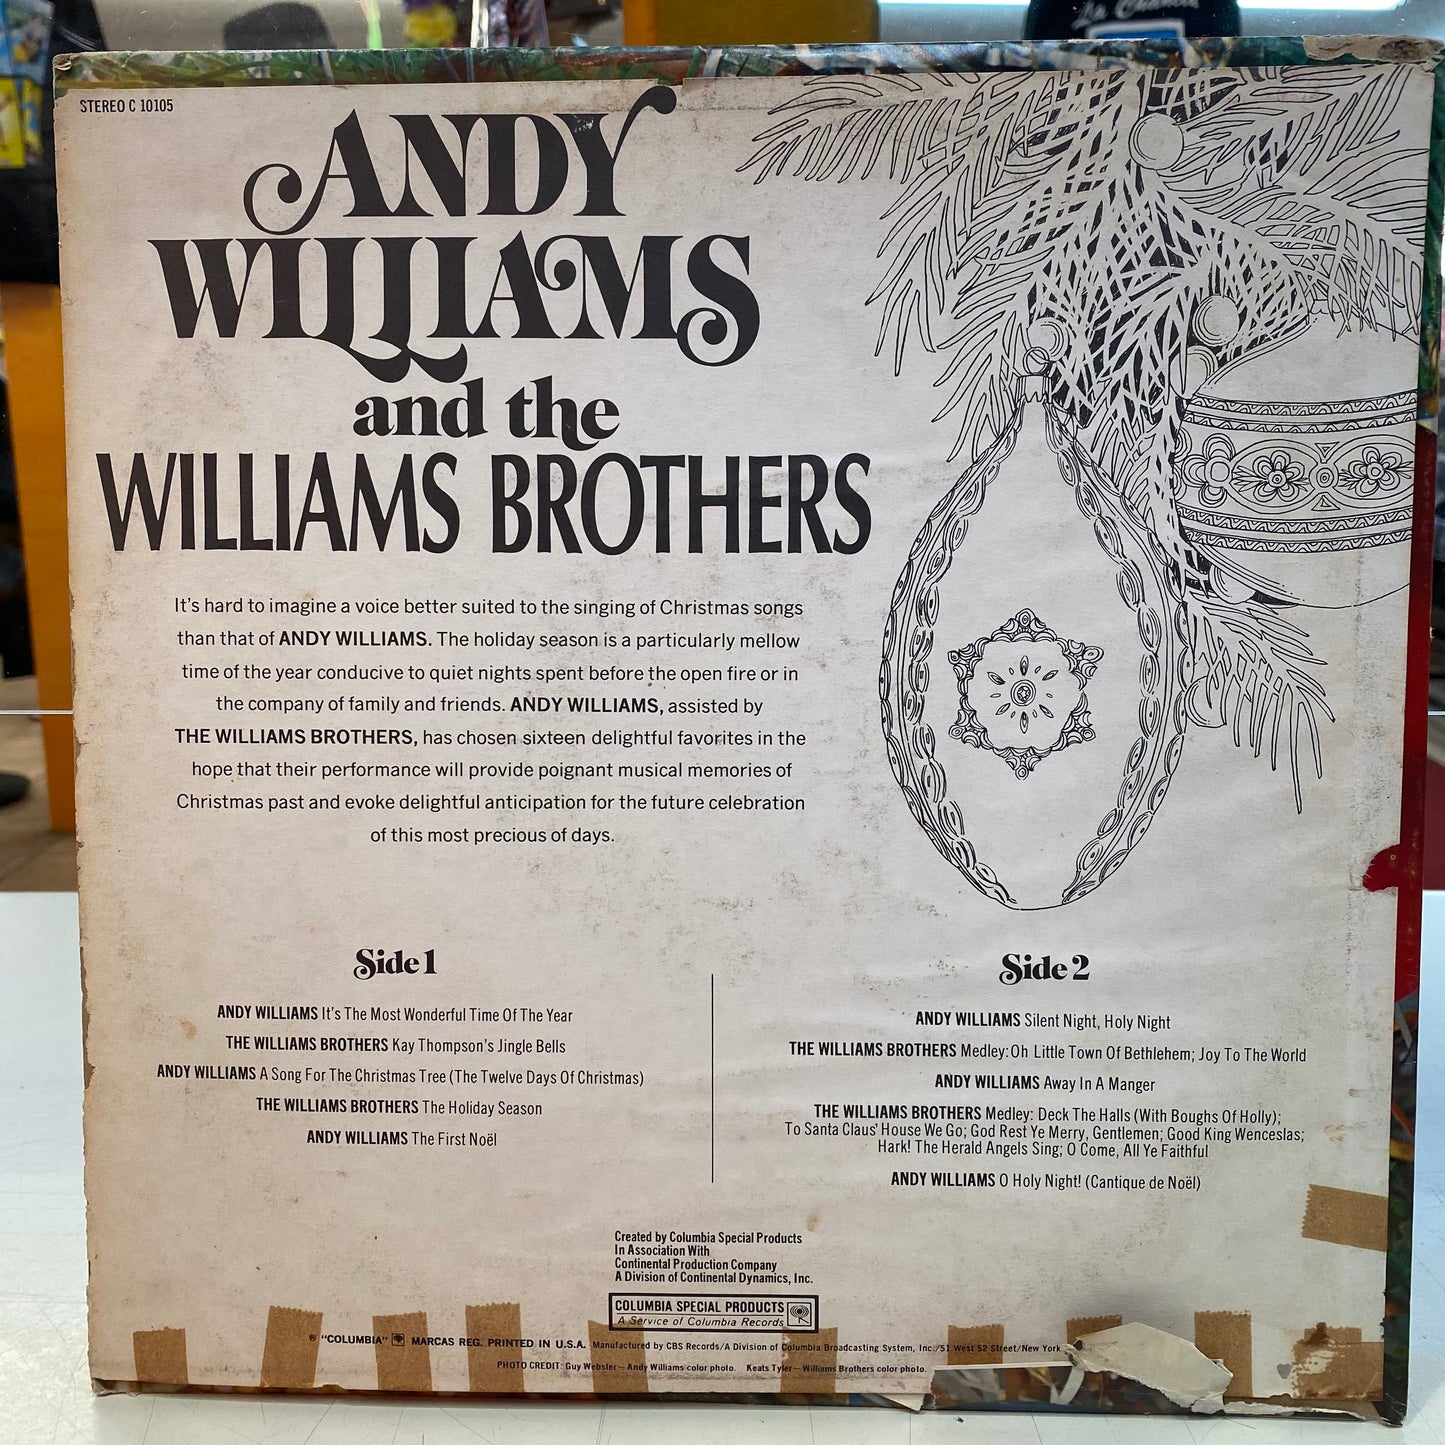 La Chanin
STEREO C 10105
ANDY
WILLIAMS
and the
WILLIAMS BROTHERS
It's hard to imagine a voice better suited to the singing of Christmas songs
than that of ANDY WILLIAMS. The holiday season is a particularly mellow
time of the year conducive to quiet nights spent before the open fire or in
the company of family and friends. ANDY WILLIAMS, assisted by
THE WILLIAMS BROTHERS, has chosen sixteen delightful favorites in the
hope that their performance will provide poignant musical memories of
Christmas past and evoke delightful anticipation for the future celebration
of this most precious of days.
Side 1
ANDY WILLIAMS It's The Most Wonderful Time Of The Year
THE WILLIAMS BROTHERS Kay Thompson's Jingle Bells
ANDY WILLIAMS A Song For The Christmas Tree (The Twelve Days Of Christmas)
THE WILLIAMS BROTHERS The Holiday Season
ANDY WILLIAMS The First Noël
Side 2
ANDY WILLIAMS Silent Night, Holy Night
THE WILLIAMS BROTHERS Medley: Oh Little Town Of Bethlehem; Joy To The World
ANDY WILLIAMS Away In A Manger
THE WILLIAMS BROTHERS Medley: Deck The Halls (With Boughs Of Holly);
To Santa Claus' House We Go; God Rest Ye Merry, Gentlemen; Good King Wenceslas;
Hark! The Herald Angels Sing; O Come, All Ye Faithful
ANDY WILLIAMS O Holy Night! (Cantique de Noël)
Created by Columbia Special Products
In Association With
Continental Production Company
A Division of Continental Dynamics, Inc.
COLUMBIA SPECIAL PRODUCTS
A Service of Columbia Records
® "COLUMBIA" MARCAS REG. PRINTED IN U.S.A. Manufactured by CBS Records/A Division of Columbia Broadcasting System, Inc./51 West 52 Street/New York
PHOTO CREDIT: Guy Webster—Andy Williams color photo. Keats Tyler—Williams Brothers color photo.